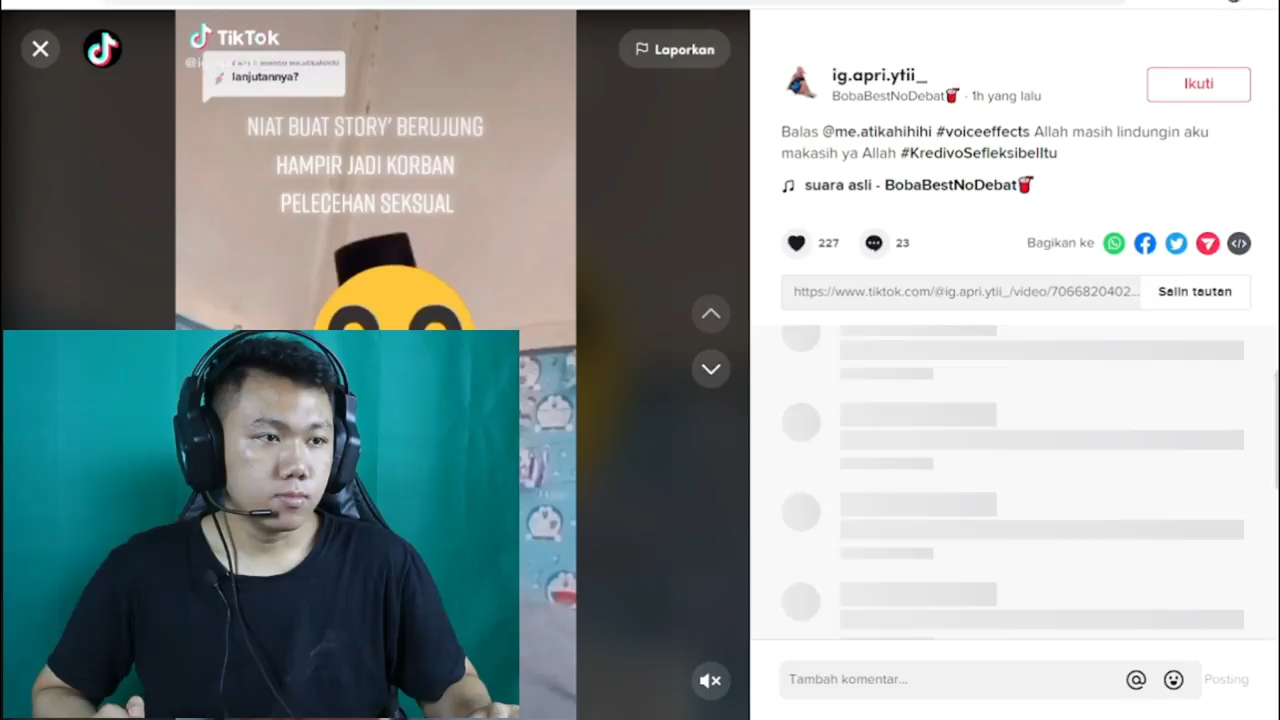 TikTok
Laporkan
lanjutannya?
NIAT BUAT STORY' BERUJUNG
HAMPIR JADI KORBAN
PELECEHAN SEKSUAL
ig.apri.ytii_
BobaBestNoDebat🥤 · 1h yang lalu
Ikuti
Balas @me.atikahihihi #voiceeffects Allah masih lindungin aku
makasih ya Allah #KredivoSefleksibelItu
suara asli - BobaBestNoDebat🥤
227
23
Bagikan ke
https://www.tiktok.com/@ig.apri.ytii_/video/7066820402...
Salin tautan
Tambah komentar...
Posting